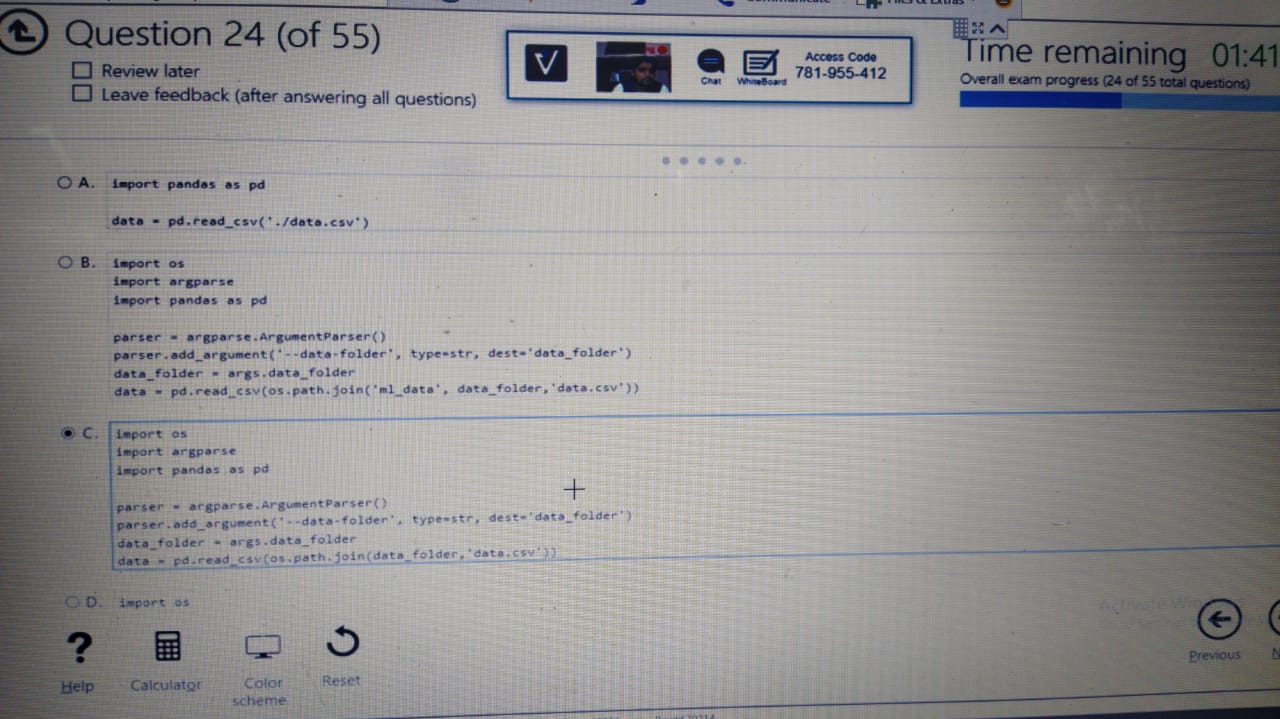 Question 24 (of 55)
Review later
Leave feedback (after answering all questions)
V
Chat
WhiteBoard
Access Code
781-955-412
Time remaining 01:41
Overall exam progress (24 of 55 total questions)
A. import pandas as pd
data = pd.read_csv('./data.csv')
B. import os
import argparse
import pandas as pd
parser = argparse.ArgumentParser()
parser.add_argument('--data-folder', type=str, dest='data_folder')
data_folder = args.data_folder
data = pd.read_csv(os.path.join('ml_data', data_folder,'data.csv'))
C. import os
import argparse
import pandas as pd
parser = argparse.ArgumentParser()
parser.add_argument('--data-folder', type=str, dest='data_folder')
data_folder = args.data_folder
data = pd.read_csv(os.path.join(data_folder,'data.csv'))
D. import os
Activate
? Help
Calculator
Color scheme
Reset
Previous